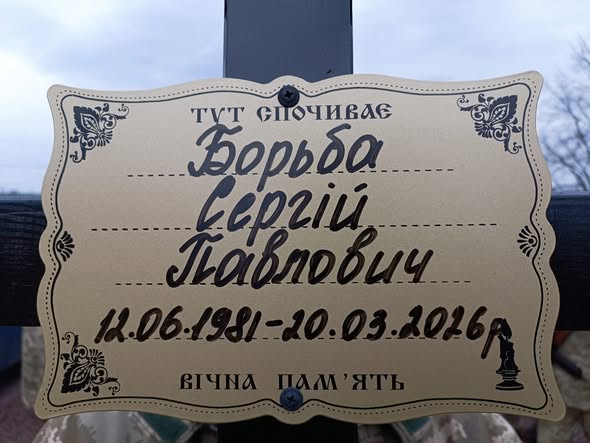 ТУТ СПОЧИВАЄ
Борьба
Сергій
Павлович
12.06.1981-20.03.2026р
ВІЧНА ПАМ'ЯТЬ